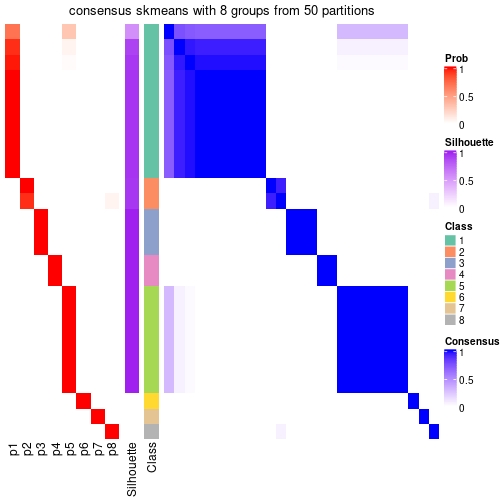 consensus skmeans with 8 groups from 50 partitions
Prob
1
0.5
0
Silhouette
1
0.5
0
Class
1
2
3
4
5
6
7
8
Consensus
1
0.5
0
p1
p2
p3
p4
p5
p6
p7
p8
Silhouette
Class